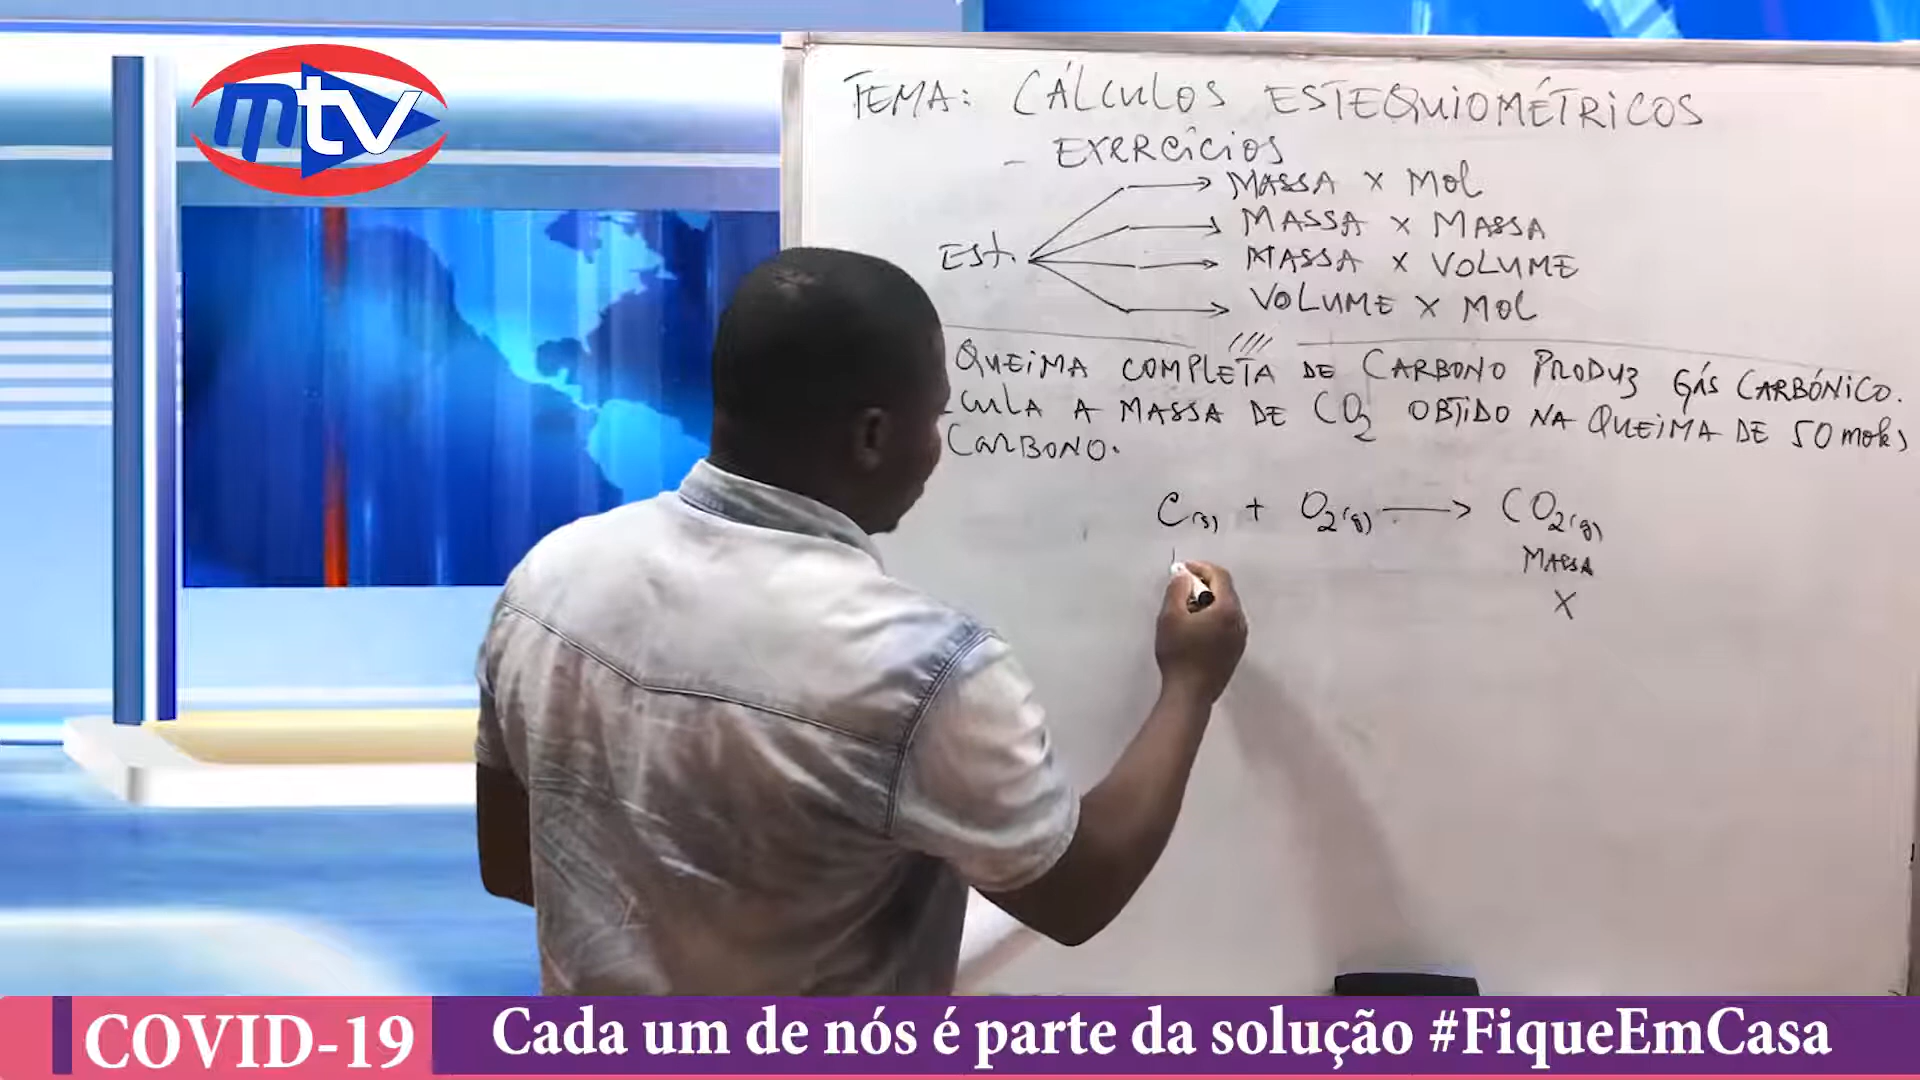 mtv
TEMA: CÁLCULOS ESTEQUIOMÉTRICOS
- EXERCÍCIOS
MASSA X MOL
MASSA X MASSA
Est.
MASSA X VOLUME
VOLUME X MOL
QUEIMA COMPLETA DE CARBONO PRODUZ GÁS CARBÓNICO.
CULA A MASSA DE CO2 OBTIDO NA QUEIMA DE 50 moles
CARBONO.
C(s) + O2(g) → CO2(g)
MASSA
X
COVID-19 Cada um de nós é parte da solução #FiqueEmCasa